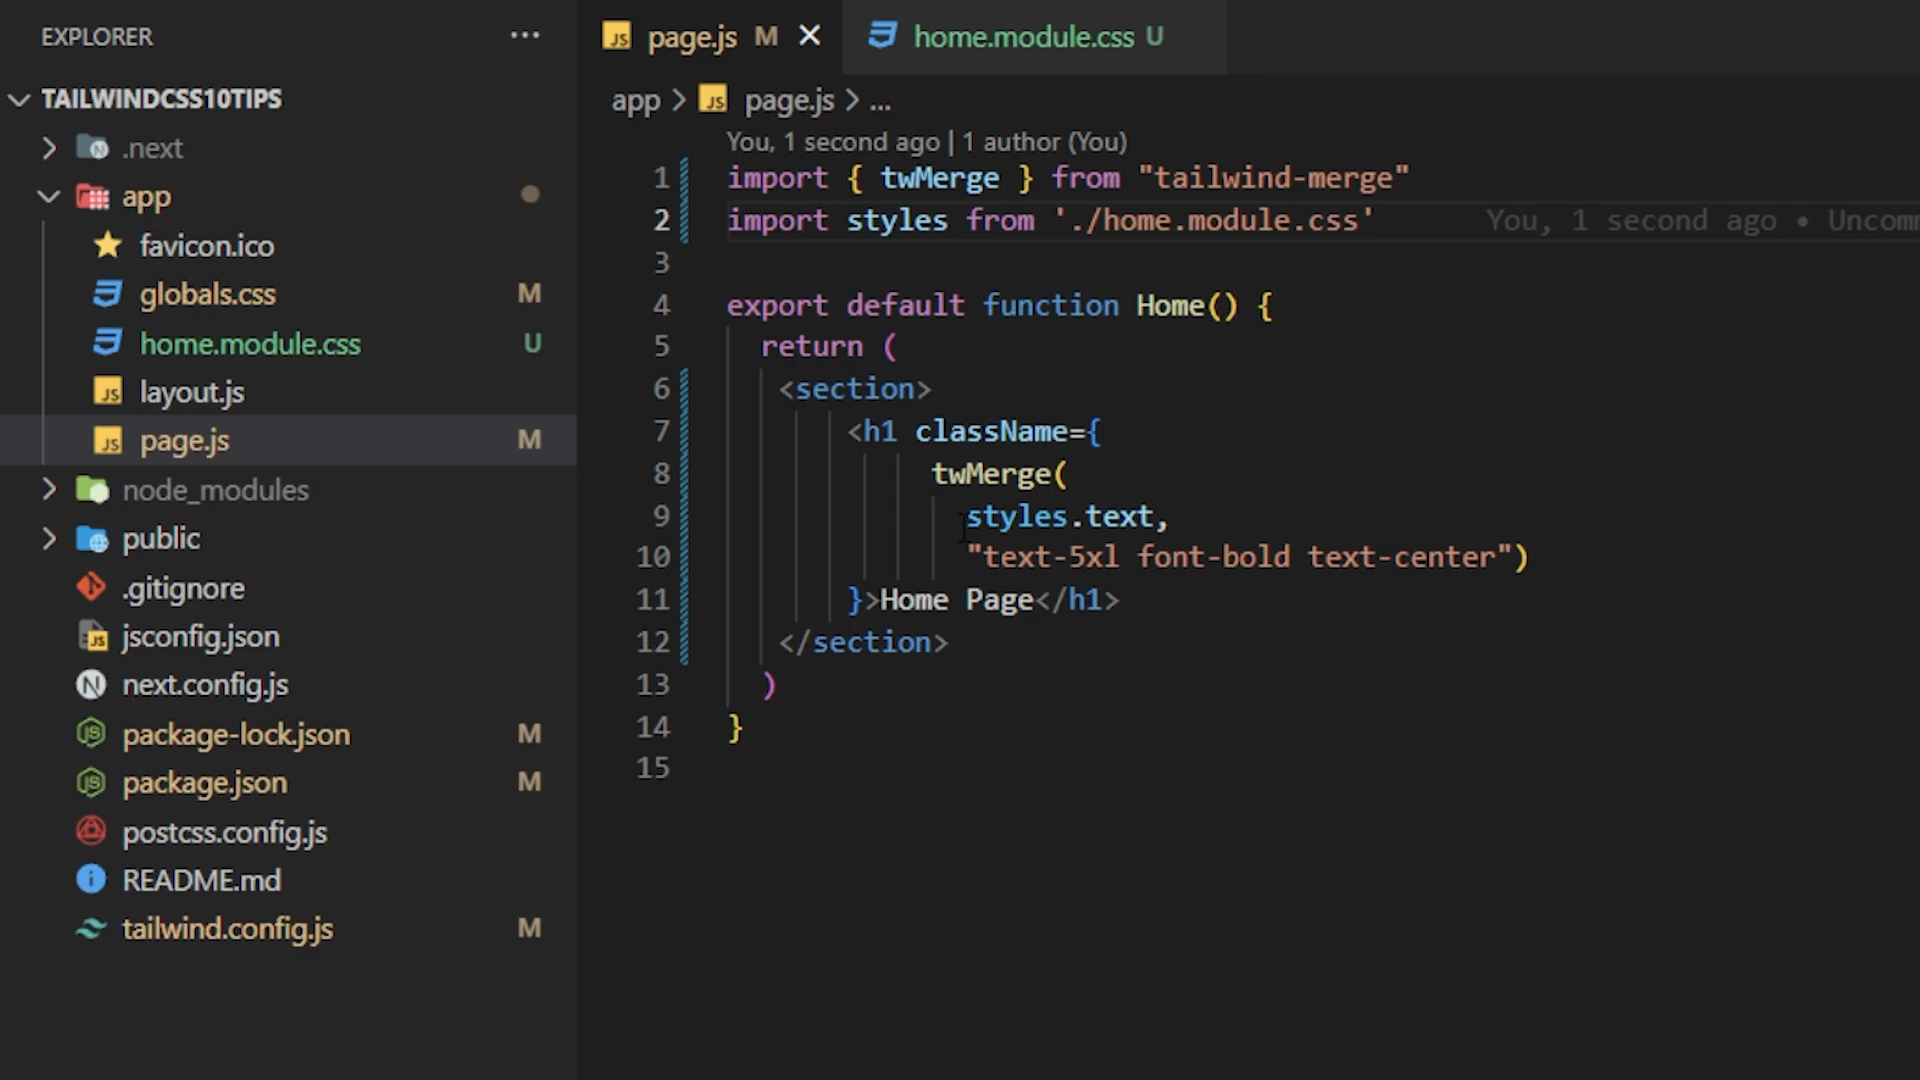 EXPLORER ...
TAILWINDCSS10TIPS
.next
app
favicon.ico
globals.css M
home.module.css U
layout.js
page.js M
node_modules
public
.gitignore
jsconfig.json
next.config.js
package-lock.json M
package.json M
postcss.config.js
README.md
tailwind.config.js M
JS page.js M × home.module.css U
app > JS page.js > ...
You, 1 second ago | 1 author (You)
1 import { twMerge } from "tailwind-merge"
2 import styles from './home.module.css' You, 1 second ago • Uncomm
3
4 export default function Home() {
5 return (
6 <section>
7 <h1 className={
8 twMerge(
9 styles.text,
10 "text-5xl font-bold text-center")
11 }>Home Page</h1>
12 </section>
13 )
14 }
15